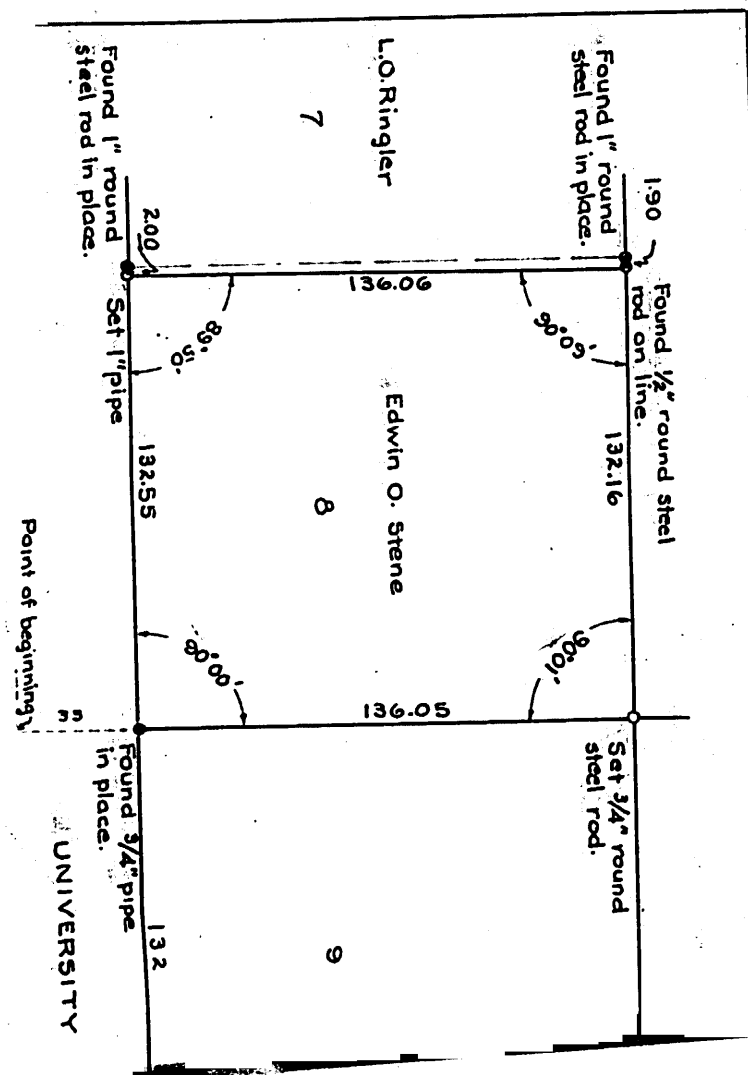 Found 1" round
steel rod in place.
1.90
Found 1/2" round steel
rod on line.
132.16
Set 3/4" round
steel rod.
90°09'
90°01'
L.O. Ringler
7
136.06
Edwin O. Stene
8
136.05
9
89°50'
90°00'
2.00
Found 1" round
steel rod in place.
Set 1" pipe
132.55
Found 3/4" pipe
in place.
132
Point of beginning
UNIVERSITY